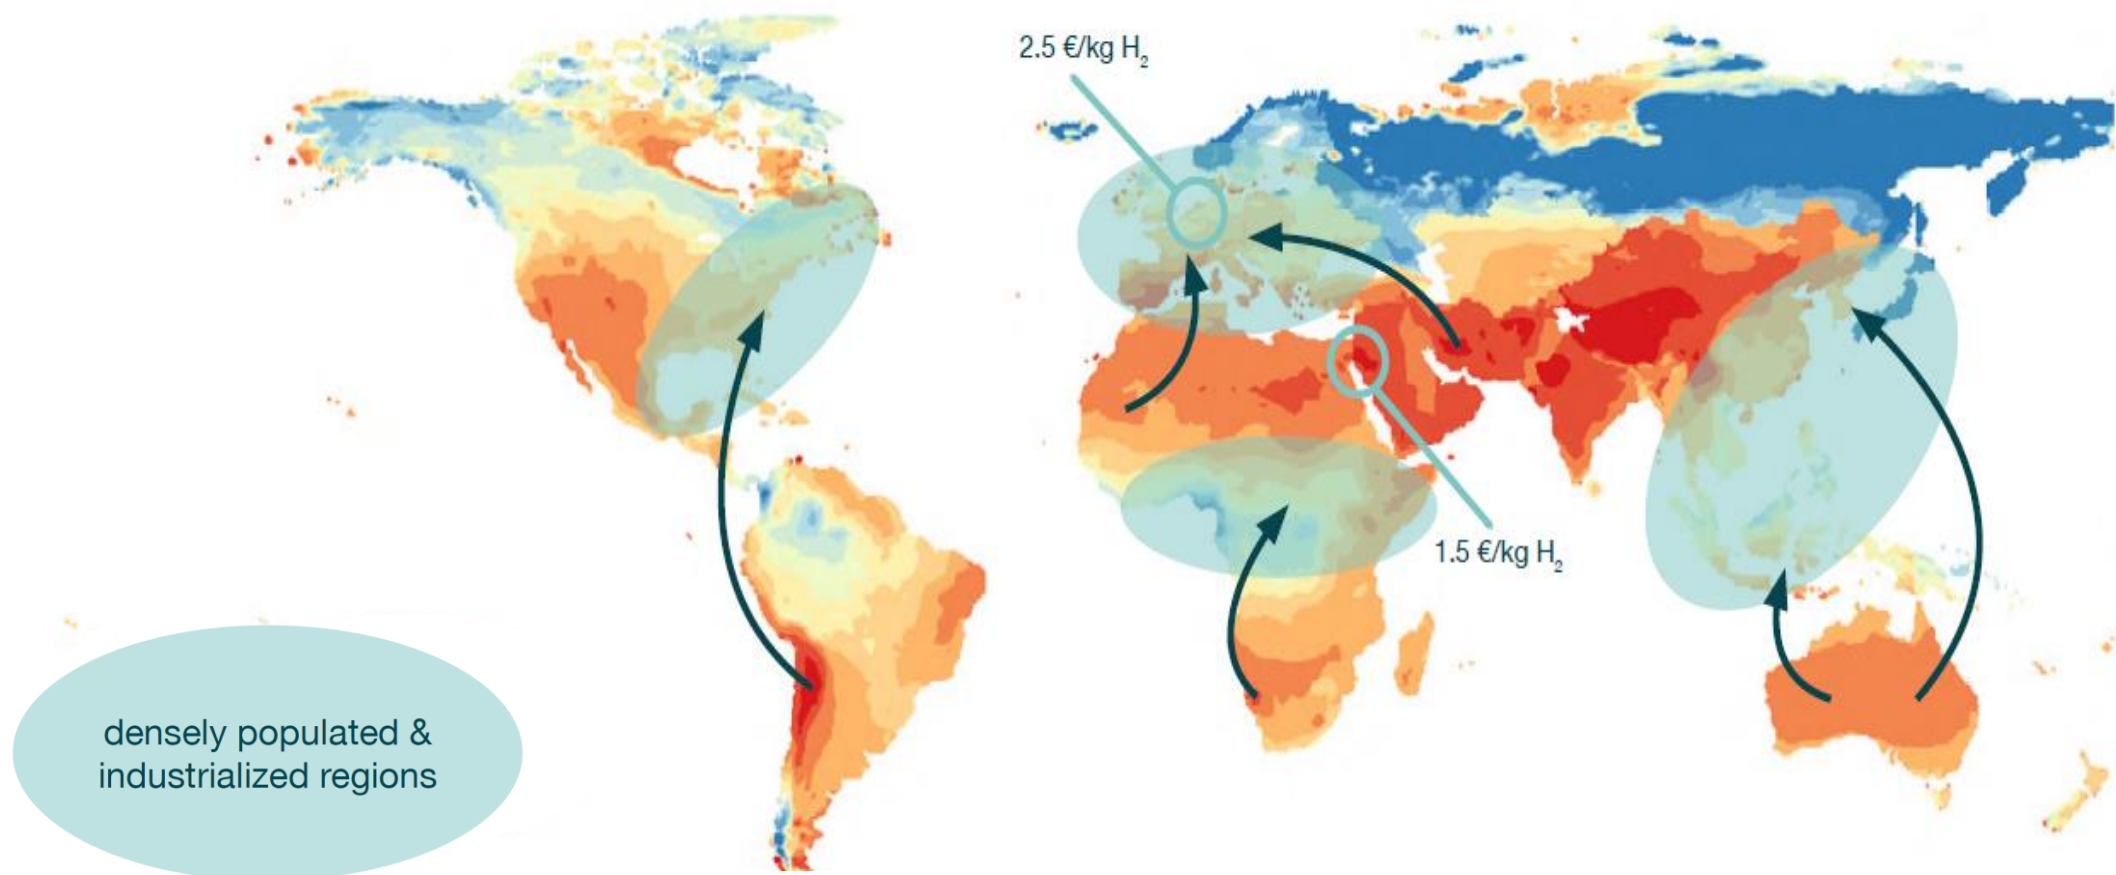 2.5 €/kg H₂
1.5 €/kg H₂
densely populated &
industrialized regions